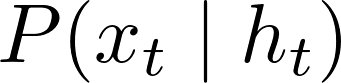 P(x_t | h_t)